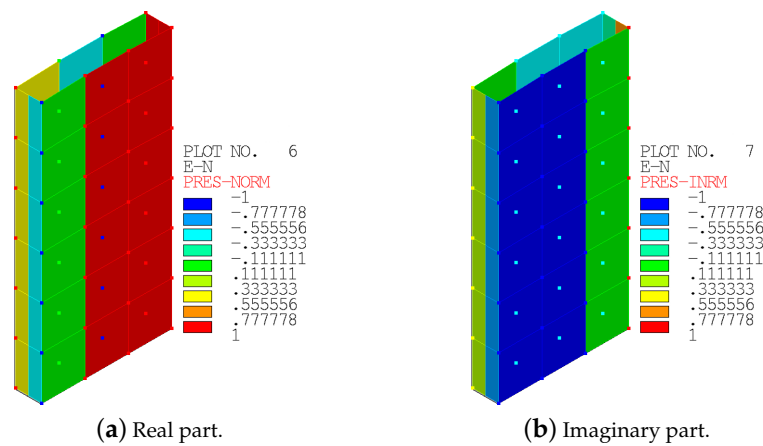 PLOT NO. 6
E-N
PRES-NORM
-1
-.777778
-.555556
-.333333
-.111111
.111111
.333333
.555556
.777778
1
(a) Real part.
PLOT NO. 7
E-N
PRES-INRM
-1
-.777778
-.555556
-.333333
-.111111
.111111
.333333
.555556
.777778
1
(b) Imaginary part.